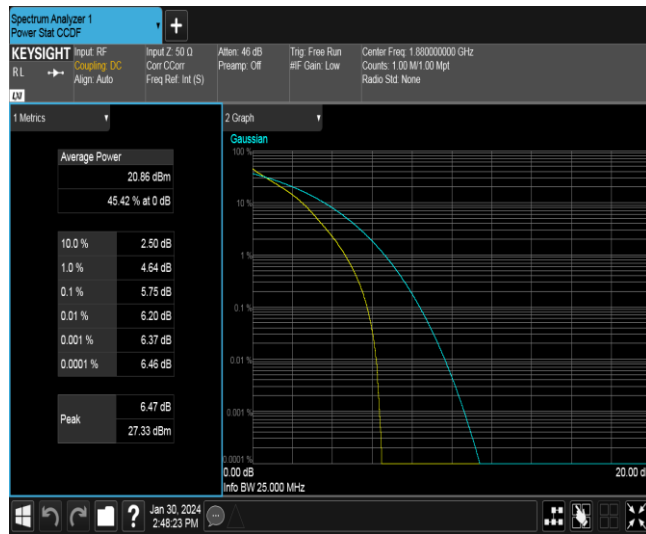 Spectrum Analyzer 1
Power Stat CCDF
+
KEYSIGHT
RL
LXI
Input: RF
Coupling: DC
Align: Auto
Input Z: 50 Ω
Corr CCorr
Freq Ref: Int (S)
Atten: 46 dB
Preamp: Off
Trig: Free Run
#IF Gain: Low
Center Freq: 1.880000000 GHz
Counts: 1.00 M/1.00 Mpt
Radio Std: None
1 Metrics
Average Power
20.86 dBm
45.42 % at 0 dB
10.0 % 2.50 dB
1.0 % 4.64 dB
0.1 % 5.75 dB
0.01 % 6.20 dB
0.001 % 6.37 dB
0.0001 % 6.46 dB
Peak
6.47 dB
27.33 dBm
2 Graph
Gaussian
100 %
10 %
1 %
0.1 %
0.01 %
0.001 %
0.0001 %
0.00 dB 20.00 d
Info BW 25.000 MHz
?
Jan 30, 2024
2:48:23 PM